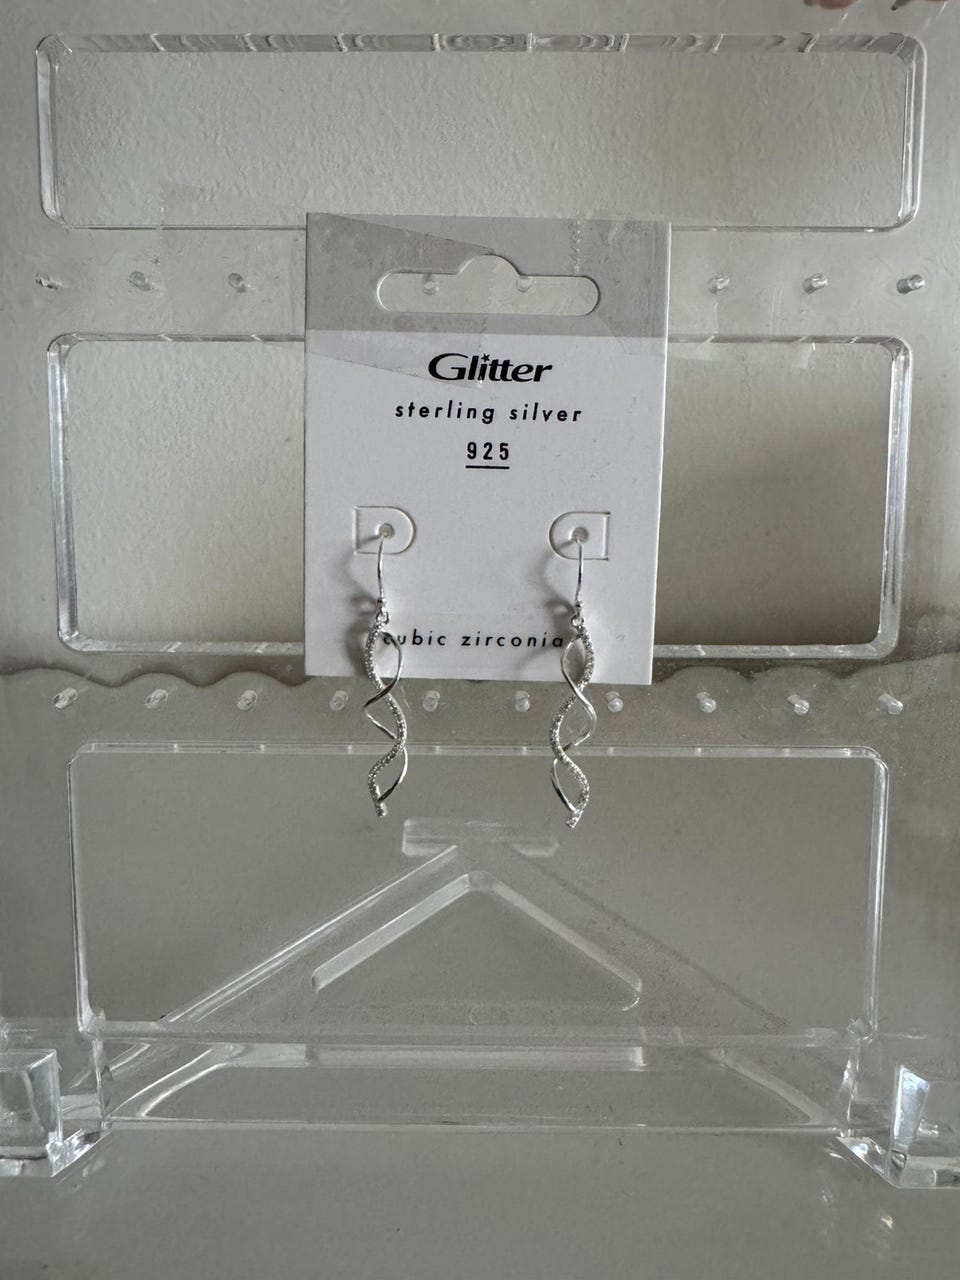 Glitter
sterling silver
925
cubic zirconia